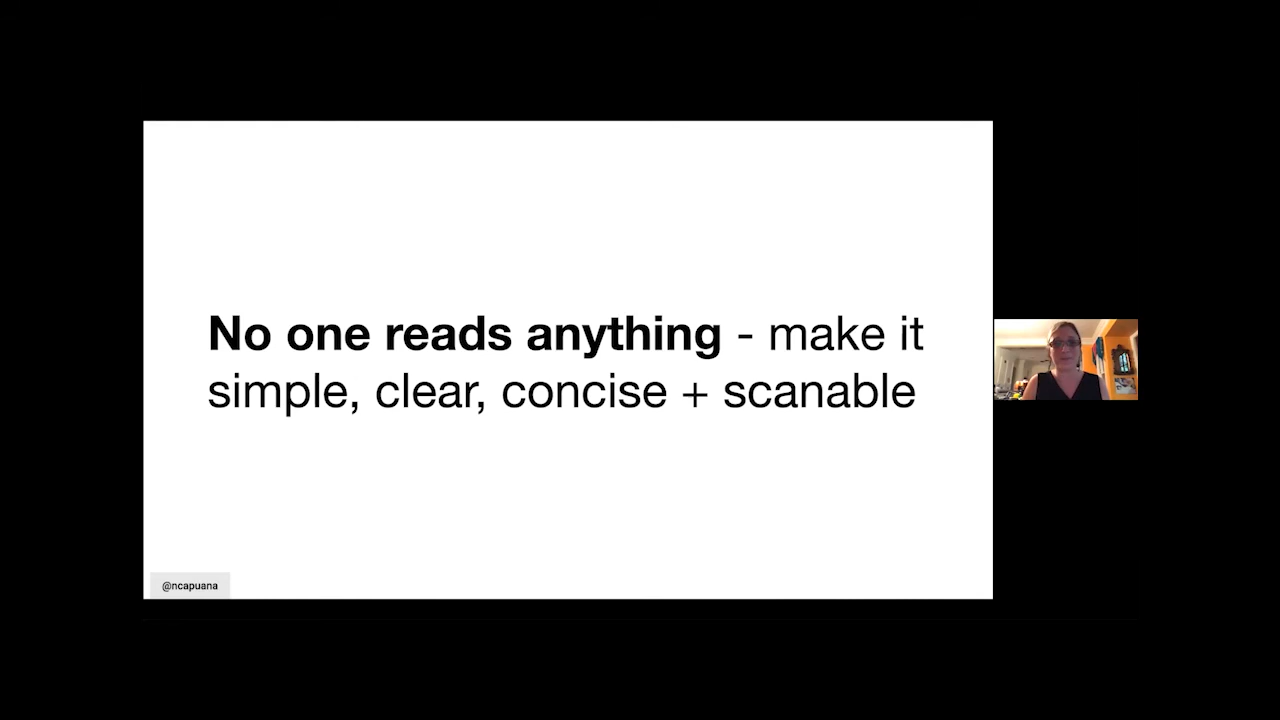 No one reads anything - make it
simple, clear, concise + scanable
@ncapuana